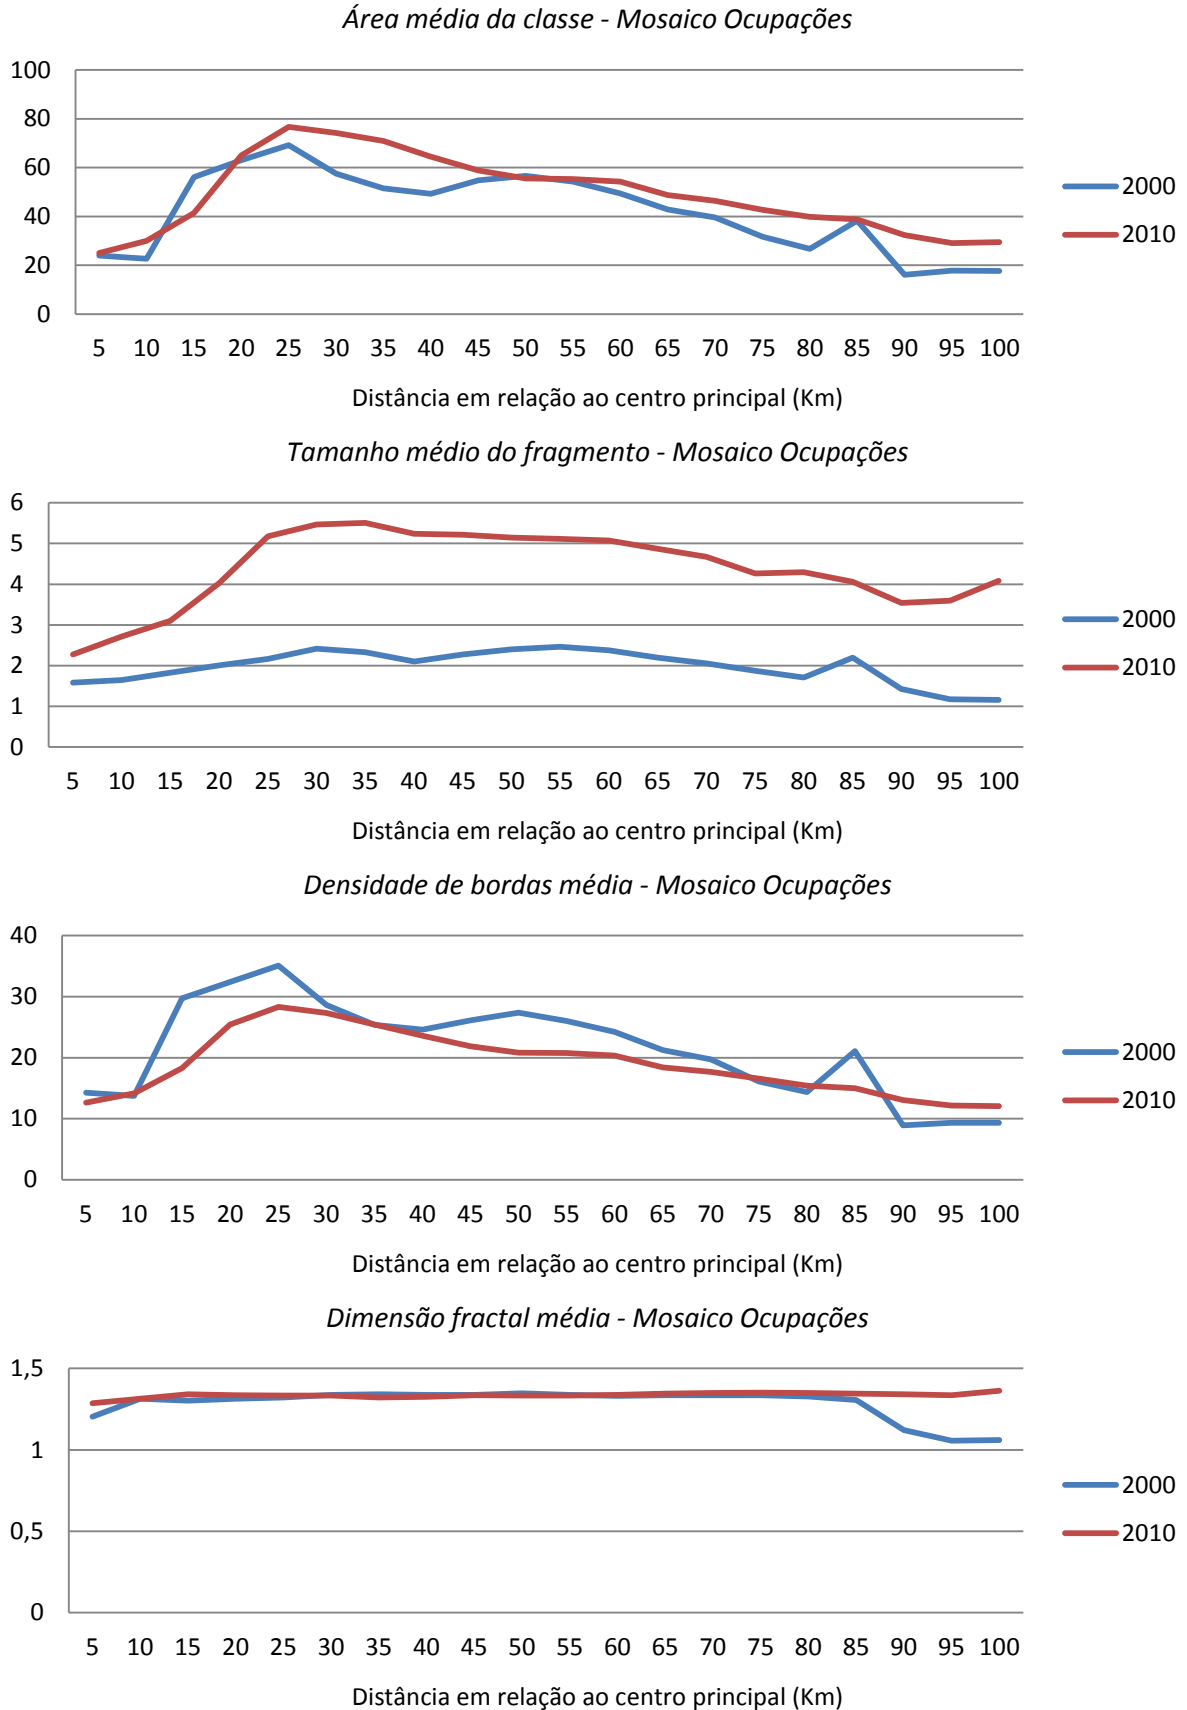 Área média da classe - Mosaico Ocupações
100
80
60
40
20
0
5 10 15 20 25 30 35 40 45 50 55 60 65 70 75 80 85 90 95 100
Distância em relação ao centro principal (Km)
2000
2010
Tamanho médio do fragmento - Mosaico Ocupações
6
5
4
3
2
1
0
5 10 15 20 25 30 35 40 45 50 55 60 65 70 75 80 85 90 95 100
Distância em relação ao centro principal (Km)
2000
2010
Densidade de bordas média - Mosaico Ocupações
40
30
20
10
0
5 10 15 20 25 30 35 40 45 50 55 60 65 70 75 80 85 90 95 100
Distância em relação ao centro principal (Km)
2000
2010
Dimensão fractal média - Mosaico Ocupações
1,5
1
0,5
0
5 10 15 20 25 30 35 40 45 50 55 60 65 70 75 80 85 90 95 100
Distância em relação ao centro principal (Km)
2000
2010